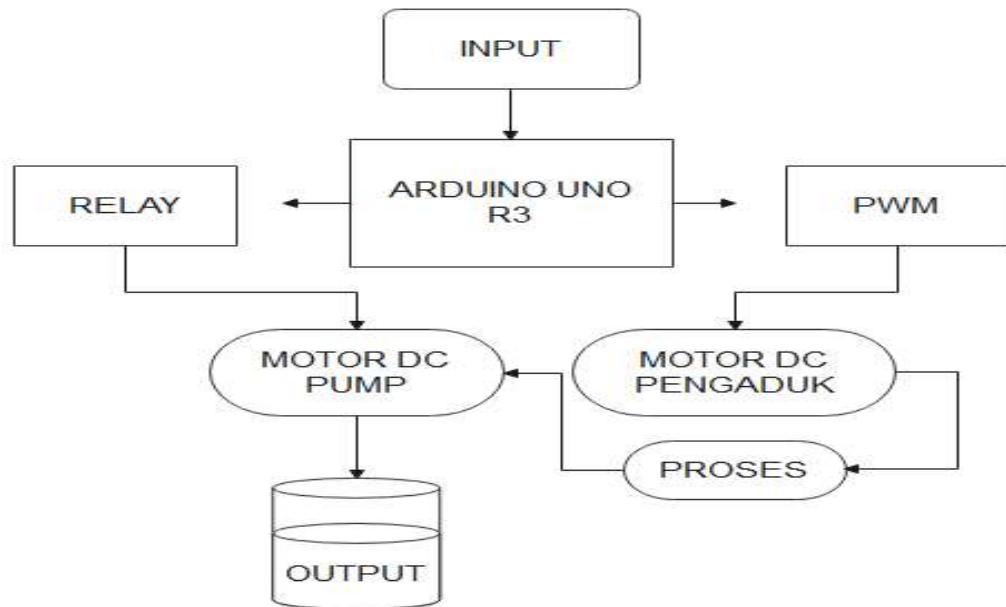 INPUT
ARDUINO UNO
R3
RELAY
PWM
MOTOR DC
PUMP
MOTOR DC
PENGADUK
PROSES
OUTPUT